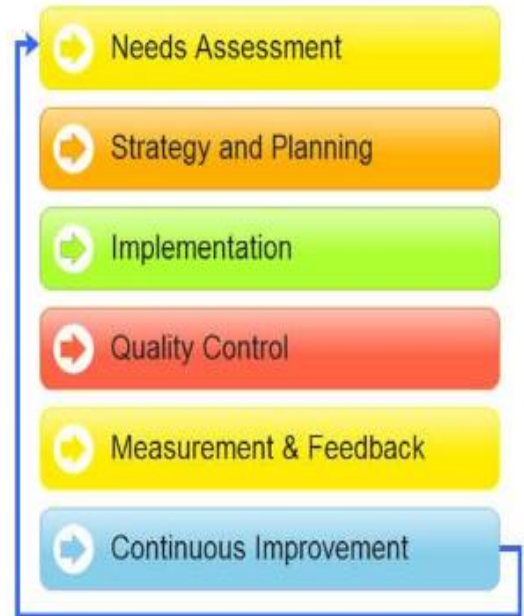 Needs Assessment
Strategy and Planning
Implementation
Quality Control
Measurement & Feedback
Continuous Improvement